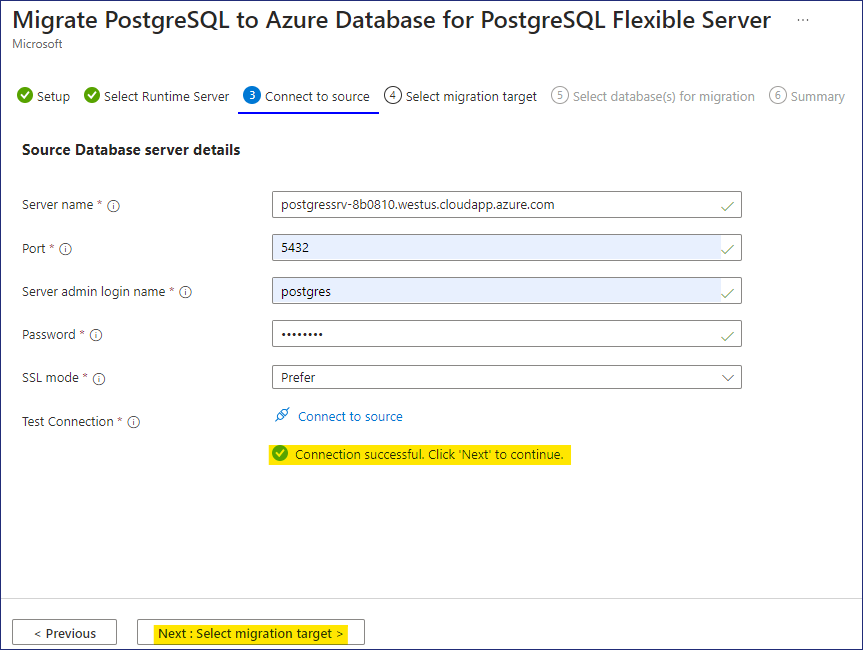 Migrate PostgreSQL to Azure Database for PostgreSQL Flexible Server ...
Microsoft
Setup Select Runtime Server 3 Connect to source 4 Select migration target 5 Select database(s) for migration 6 Summary
Source Database server details
Server name * postgressrv-8b0810.westus.cloudapp.azure.com
Port * 5432
Server admin login name * postgres
Password * ••••••••
SSL mode * Prefer
Test Connection * Connect to source
Connection successful. Click 'Next' to continue.
< Previous Next : Select migration target >